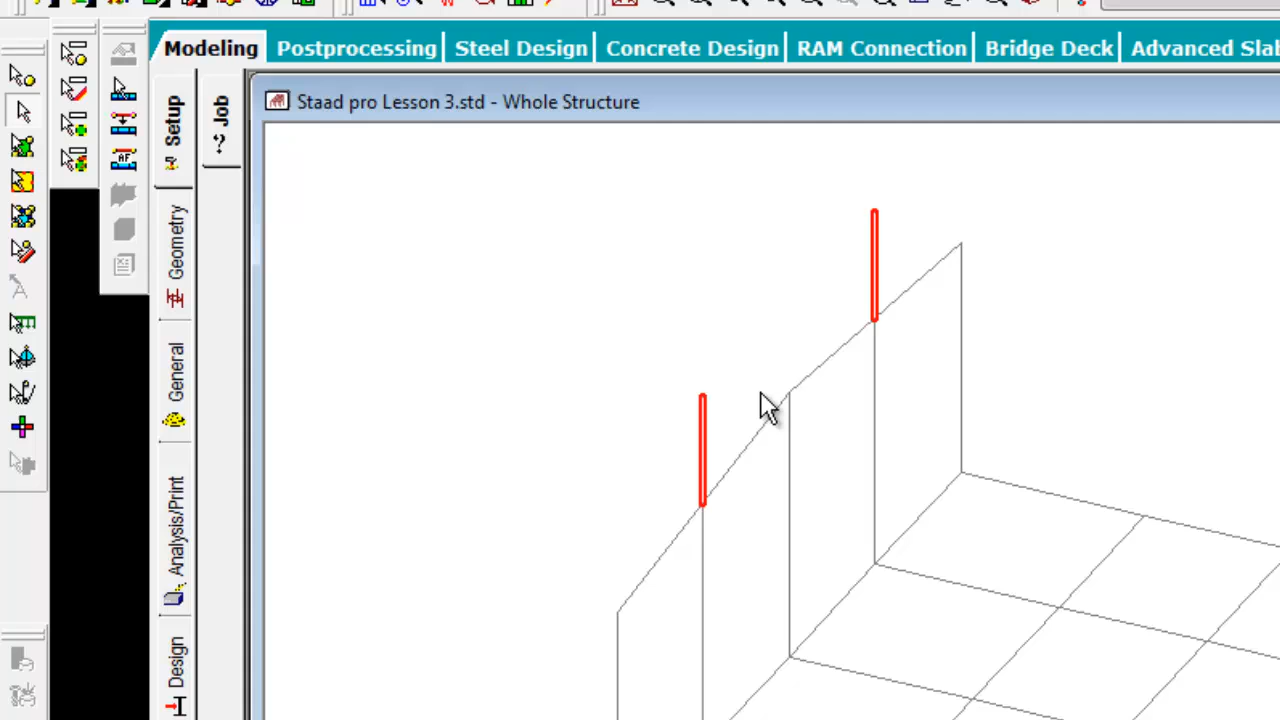 Modeling Postprocessing Steel Design Concrete Design RAM Connection Bridge Deck Advanced Slab
Staad pro Lesson 3.std - Whole Structure
Setup
Job
Geometry
General
Analysis/Print
Design